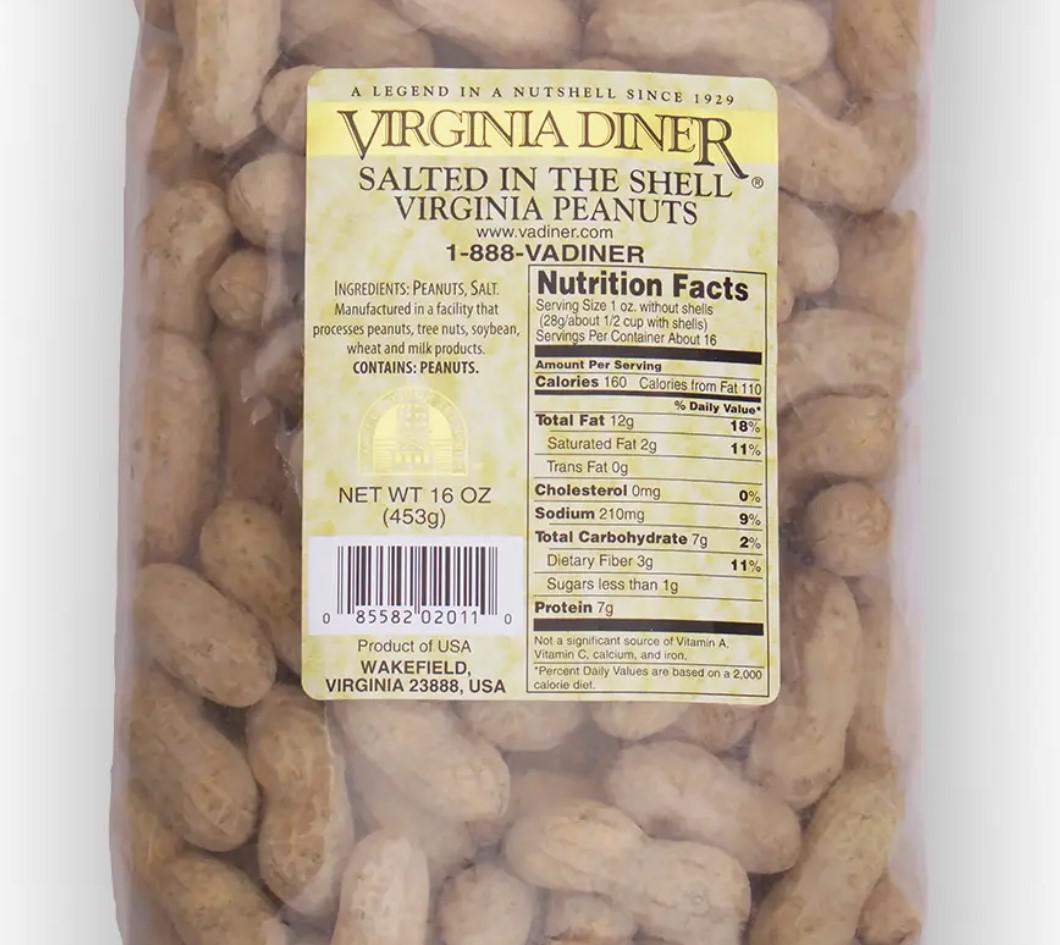 A LEGEND IN A NUTSHELL SINCE 1929
VIRGINIA DINER
SALTED IN THE SHELL ®
VIRGINIA PEANUTS
www.vadiner.com
1-888-VADINER
INGREDIENTS: PEANUTS, SALT.
Manufactured in a facility that
processes peanuts, tree nuts, soybean,
wheat and milk products.
CONTAINS: PEANUTS.
NET WT 16 OZ
(453g)
0 85582 02011 0
Product of USA
WAKEFIELD,
VIRGINIA 23888, USA
Nutrition Facts
Serving Size 1 oz. without shells
(28g/about 1/2 cup with shells)
Servings Per Container About 16
Amount Per Serving
Calories 160 Calories from Fat 110
% Daily Value*
Total Fat 12g 18%
Saturated Fat 2g 11%
Trans Fat 0g
Cholesterol 0mg 0%
Sodium 210mg 9%
Total Carbohydrate 7g 2%
Dietary Fiber 3g 11%
Sugars less than 1g
Protein 7g
Not a significant source of Vitamin A,
Vitamin C, calcium, and iron.
*Percent Daily Values are based on a 2,000
calorie diet.